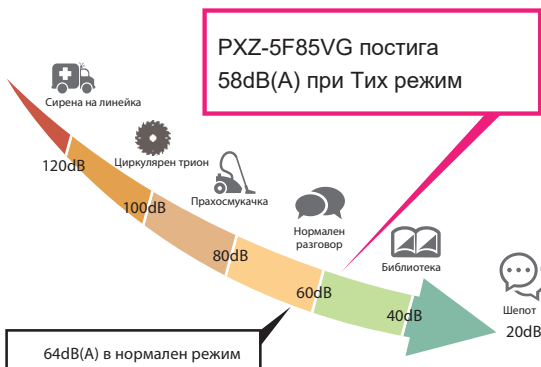 PXZ-5F85VG постига
58dB(A) при Тих режим
Сирена на линейка
120dB
Циркулярен трион
100dB
Прахосмукачка
80dB
Нормален
разговор
60dB
Библиотека
40dB
Шепот
20dB
64dB(A) в нормален режим